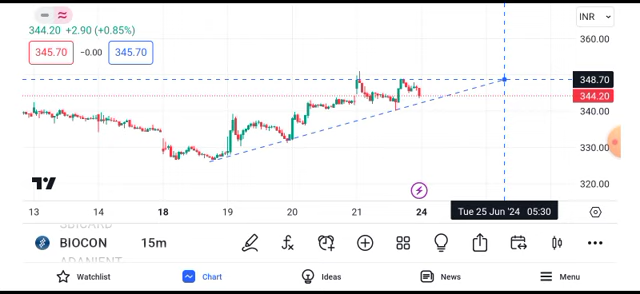 INR
344.20 +2.90 (+0.85%)
360.00
345.70 −0.00 345.70
348.70
344.20
340.00
330.00
320.00
13 14 18 19 20 21 24
Tue 25 Jun '24 05:30
BIOCON 15m
ADANIENT
Watchlist Chart Ideas News Menu